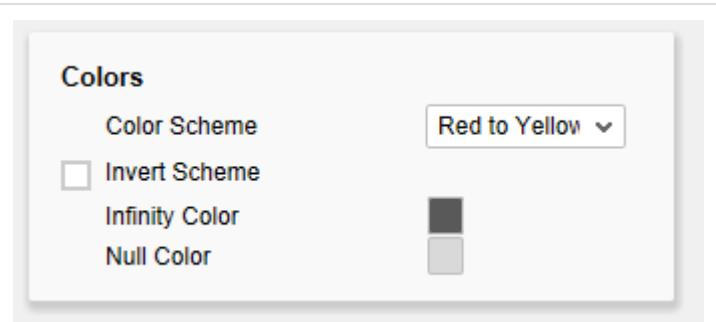 Colors
Color Scheme Red to Yellow
Invert Scheme
Infinity Color
Null Color